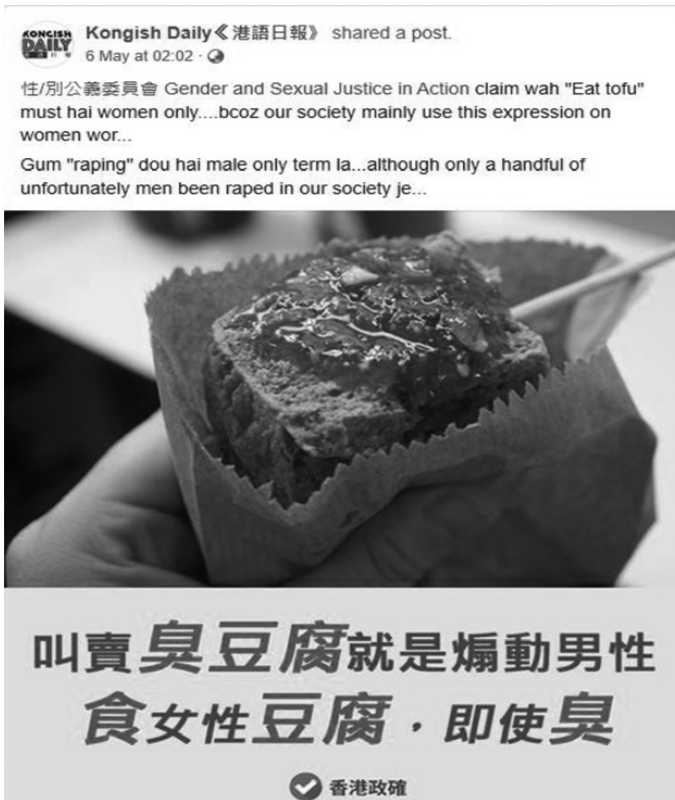 KONGISH
DAILY
Kongish Daily《港語日報》 shared a post.
6 May at 02:02 ·
性/別公義委員會 Gender and Sexual Justice in Action claim wah "Eat tofu"
must hai women only....bcoz our society mainly use this expression on
women wor...
Gum "raping" dou hai male only term la...although only a handful of
unfortunately men been raped in our society je...
叫賣臭豆腐就是煽動男性
食女性豆腐．即使臭
香港政確